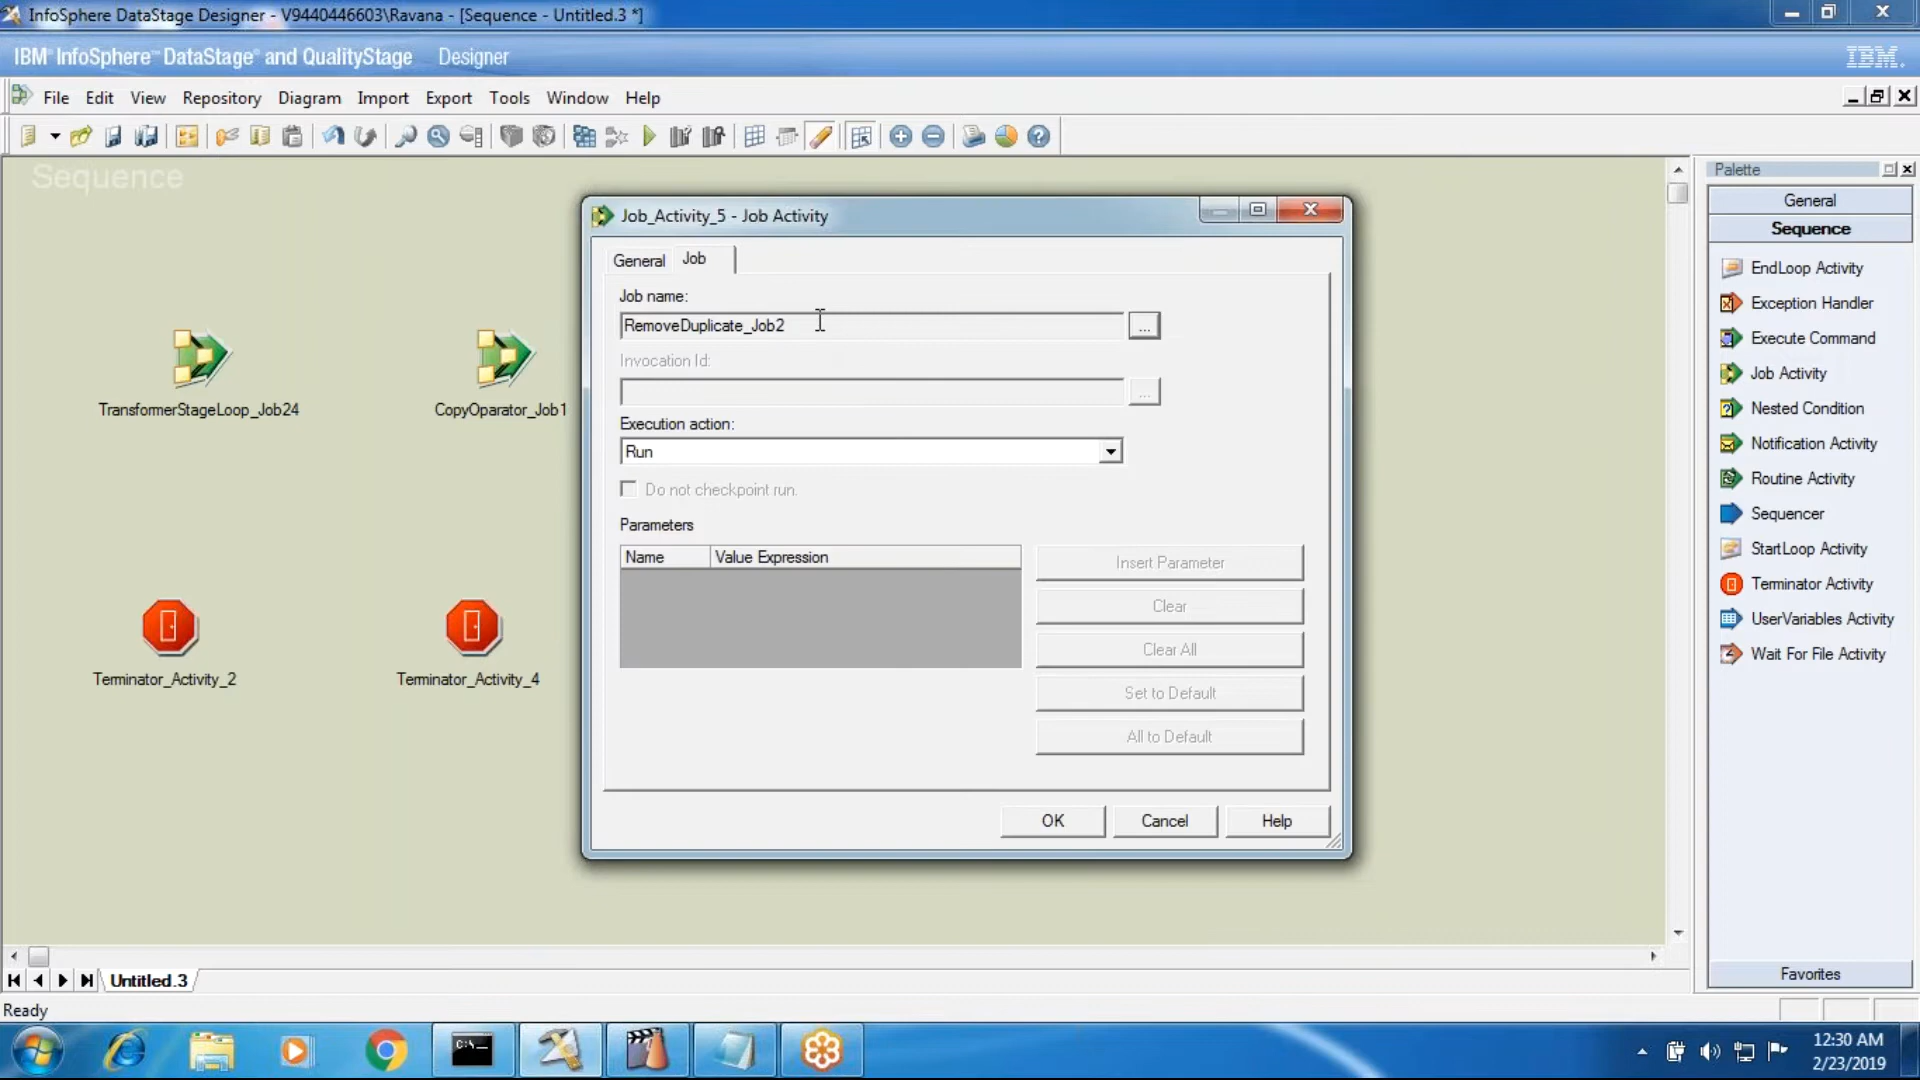 InfoSphere DataStage Designer - V9440446603\Ravana - [Sequence - Untitled.3 *]
IBM InfoSphere DataStage and QualityStage Designer
IBM
File Edit View Repository Diagram Import Export Tools Window Help
Sequence
TransformerStageLoop_Job24
CopyOparator_Job1
Terminator_Activity_2
Terminator_Activity_4
Job_Activity_5 - Job Activity
General Job
Job name:
RemoveDuplicate_Job2
...
Invocation Id:
...
Execution action:
Run
Do not checkpoint run.
Parameters
Name Value Expression
Insert Parameter
Clear
Clear All
Set to Default
All to Default
OK Cancel Help
Palette
General
Sequence
EndLoop Activity
Exception Handler
Execute Command
Job Activity
Nested Condition
Notification Activity
Routine Activity
Sequencer
StartLoop Activity
Terminator Activity
UserVariables Activity
Wait For File Activity
Favorites
Untitled.3
Ready
C:\.
12:30 AM
2/23/2019